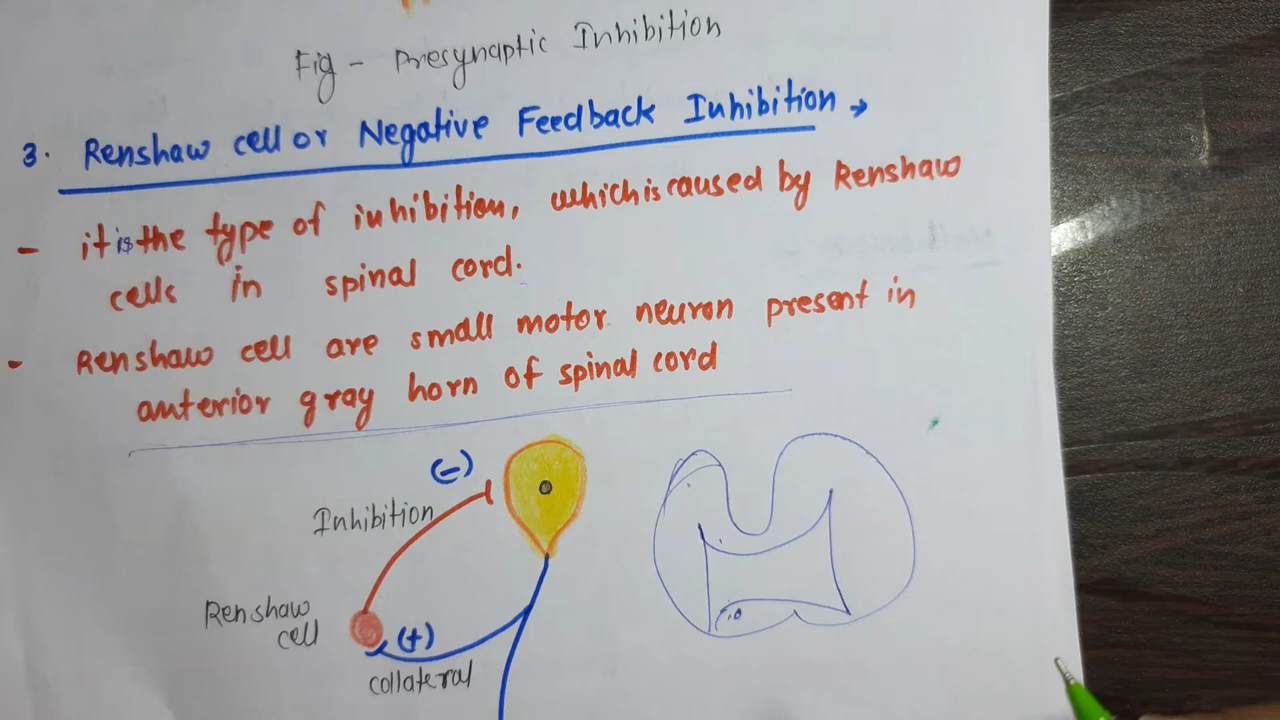 Fig - Presynaptic Inhibition
3. Renshaw cell or Negative Feedback Inhibition →
- it is the type of inhibition, which is caused by Renshaw
cells in spinal cord.
- Renshaw cell are small motor neuron present in
anterior gray horn of spinal cord
(-)
Inhibition
Renshaw
cell
(+)
collateral